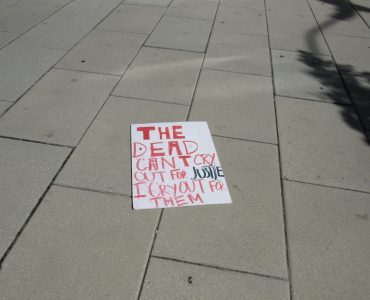 THE
DEAD
CAN'T CRY
OUT FOR JUSTICE
I CRY OUT FOR
THEM